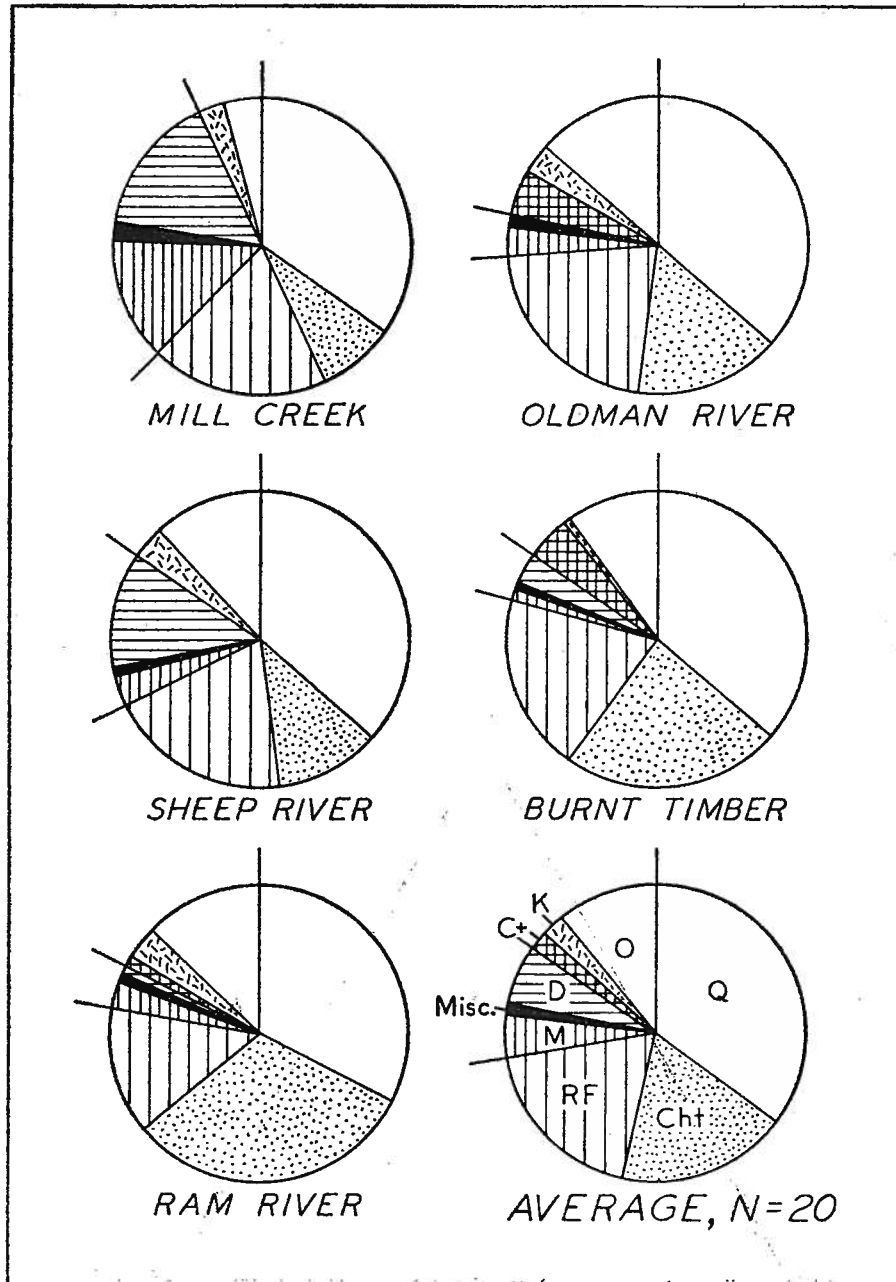 MILL CREEK
OLDMAN RIVER
SHEEP RIVER
BURNT TIMBER
RAM RIVER
K
C+
O
Q
D
Misc.
M
RF
Cht
AVERAGE, N=20